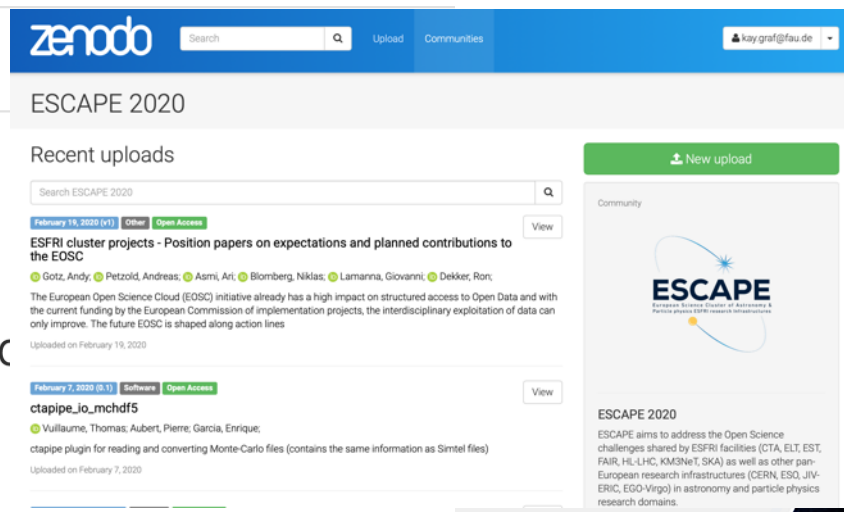 zenodo
Search
Upload
Communities
kay.graf@fau.de
ESCAPE 2020
Recent uploads
New upload
Search ESCAPE 2020
February 19, 2020 (v1) Other Open Access
View
ESFRI cluster projects - Position papers on expectations and planned contributions to
the EOSC
Gotz, Andy; Petzold, Andreas; Asmi, Ari; Blomberg, Niklas; Lamanna, Giovanni; Dekker, Ron;
The European Open Science Cloud (EOSC) initiative already has a high impact on structured access to Open Data and with
the current funding by the European Commission of implementation projects, the interdisciplinary exploitation of data can
only improve. The future EOSC is shaped along action lines
Uploaded on February 19, 2020
February 7, 2020 (0.1) Software Open Access
View
ctapipe_io_mchdf5
Vuillaume, Thomas; Aubert, Pierre; Garcia, Enrique;
ctapipe plugin for reading and converting Monte-Carlo files (contains the same information as Simtel files)
Uploaded on February 7, 2020
Community
ESCAPE
European Science Cluster of Astronomy &
Particle physics ESFRI research Infrastructures
ESCAPE 2020
ESCAPE aims to address the Open Science
challenges shared by ESFRI facilities (CTA, ELT, EST,
FAIR, HL-LHC, KM3NeT, SKA) as well as other pan-
European research infrastructures (CERN, ESO, JIV-
ERIC, EGO-Virgo) in astronomy and particle physics
research domains.